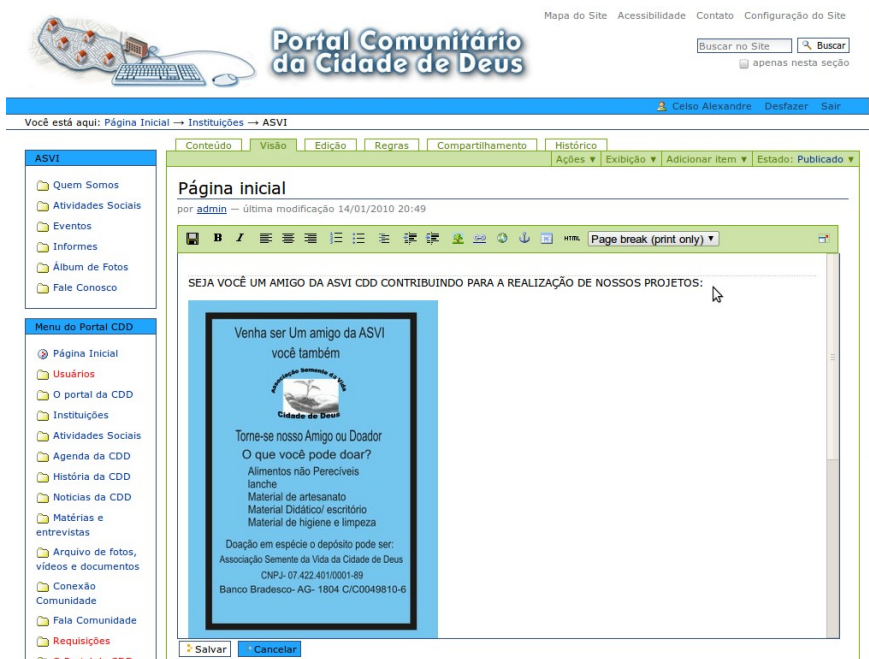 Mapa do Site Acessibilidade Contato Configuração do Site
Portal Comunitário
da Cidade de Deus
Buscar no Site Buscar
apenas nesta seção
Celso Alexandre Desfazer Sair
Você está aqui: Página Inicial → Instituições → ASVI
Conteúdo Visão Edição Regras Compartilhamento Histórico
Ações ▼ Exibição ▼ Adicionar item ▼ Estado: Publicado ▼
ASVI
Quem Somos
Atividades Sociais
Eventos
Informes
Álbum de Fotos
Fale Conosco
Menu do Portal CDD
Página Inicial
Usuários
O portal da CDD
Instituições
Atividades Sociais
Agenda da CDD
História da CDD
Noticias da CDD
Matérias e
entrevistas
Arquivo de fotos,
vídeos e documentos
Conexão
Comunidade
Fala Comunidade
Requisições
Página inicial
por admin — última modificação 14/01/2010 20:49
B I HTML Page break (print only) ▼
SEJA VOCÊ UM AMIGO DA ASVI CDD CONTRIBUINDO PARA A REALIZAÇÃO DE NOSSOS PROJETOS:
Venha ser Um amigo da ASVI
você também
Associação Semente da Vida
Cidade de Deus
Torne-se nosso Amigo ou Doador
O que você pode doar?
Alimentos não Perecíveis
lanche
Material de artesanato
Material Didático/ escritório
Material de higiene e limpeza
Doação em espécie o depósito pode ser:
Associação Semente da Vida da Cidade de Deus
CNPJ- 07.422.401/0001-89
Banco Bradesco- AG- 1804 C/C0049810-6
Salvar Cancelar